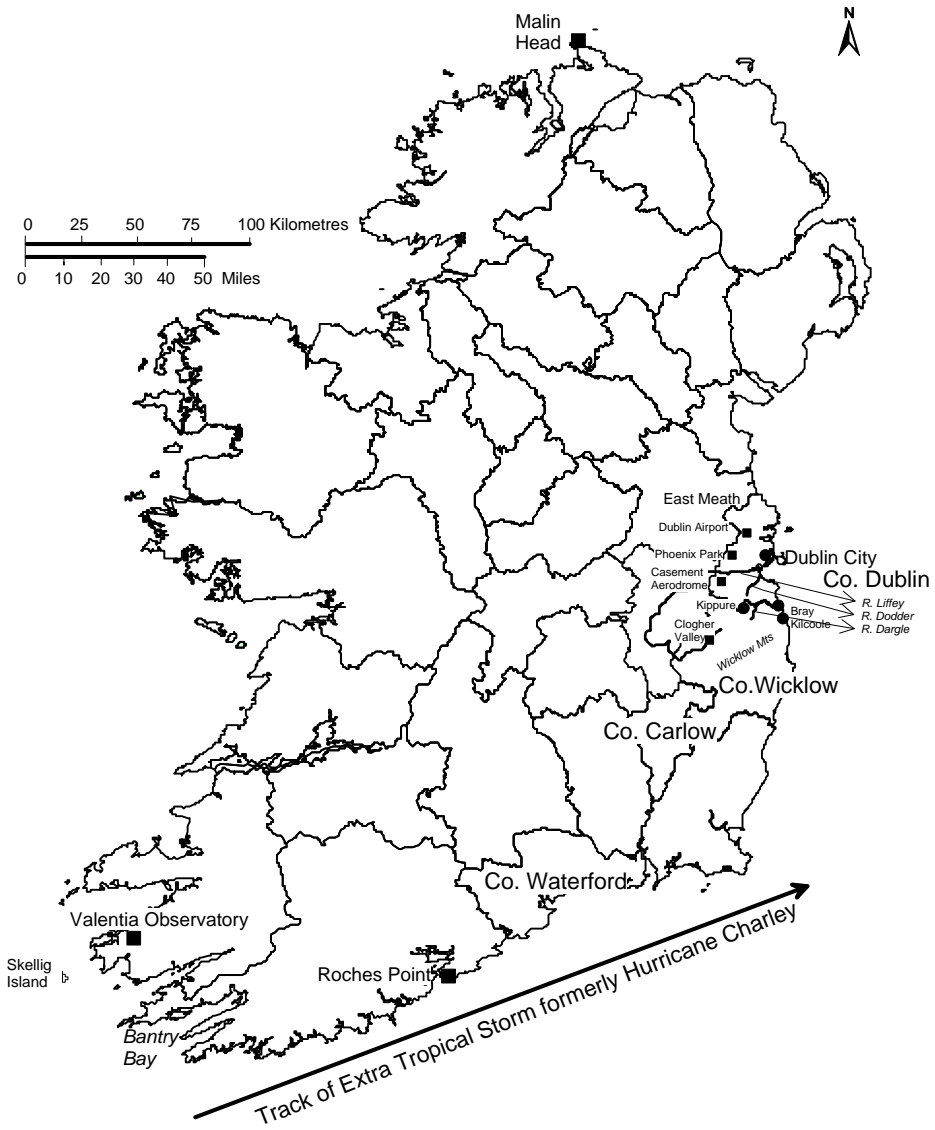 Malin
Head
N
0 25 50 75 100 Kilometres
0 10 20 30 40 50 Miles
East Meath
Dublin Airport
Phoenix Park
Dublin City
Casement
Aerodrome
Co. Dublin
R. Liffey
Kippure
Bray
R. Dodder
Kilcoole
R. Dargle
Clogher
Valley
Wicklow Mts
Co.Wicklow
Co. Carlow
Co. Waterford
Valentia Observatory
Skellig
Island
Roches Point
Bantry
Bay
Track of Extra Tropical Storm formerly Hurricane Charley